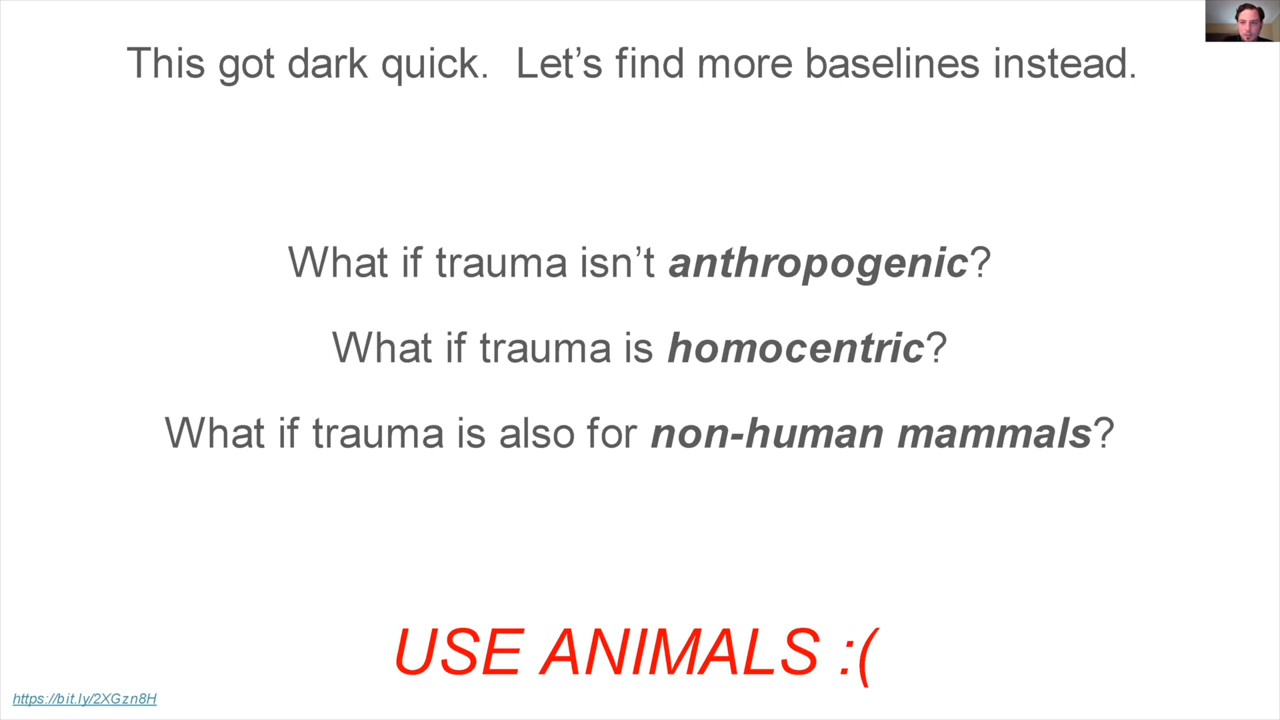 This got dark quick.  Let’s find more baselines instead.
What if trauma isn’t anthropogenic?
What if trauma is homocentric?
What if trauma is also for non-human mammals?
USE ANIMALS :(
https://bit.ly/2XGzn8H